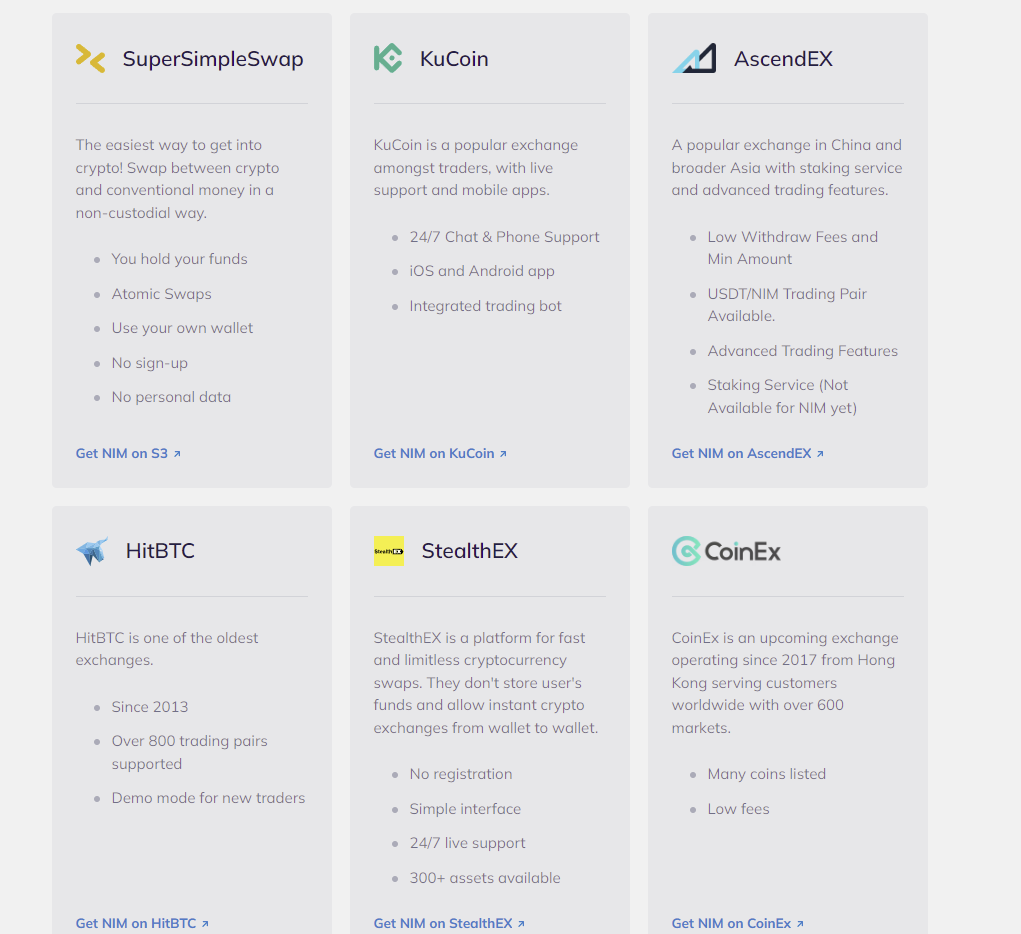 SuperSimpleSwap
The easiest way to get into
crypto! Swap between crypto
and conventional money in a
non-custodial way.
You hold your funds
Atomic Swaps
Use your own wallet
No sign-up
No personal data
Get NIM on S3
KuCoin
KuCoin is a popular exchange
amongst traders, with live
support and mobile apps.
24/7 Chat & Phone Support
iOS and Android app
Integrated trading bot
Get NIM on KuCoin
AscendEX
A popular exchange in China and
broader Asia with staking service
and advanced trading features.
Low Withdraw Fees and
Min Amount
USDT/NIM Trading Pair
Available.
Advanced Trading Features
Staking Service (Not
Available for NIM yet)
Get NIM on AscendEX
HitBTC
HitBTC is one of the oldest
exchanges.
Since 2013
Over 800 trading pairs
supported
Demo mode for new traders
Get NIM on HitBTC
StealthEX
StealthEX
StealthEX is a platform for fast
and limitless cryptocurrency
swaps. They don't store user's
funds and allow instant crypto
exchanges from wallet to wallet.
No registration
Simple interface
24/7 live support
300+ assets available
Get NIM on StealthEX
CoinEx
CoinEx is an upcoming exchange
operating since 2017 from Hong
Kong serving customers
worldwide with over 600
markets.
Many coins listed
Low fees
Get NIM on CoinEx